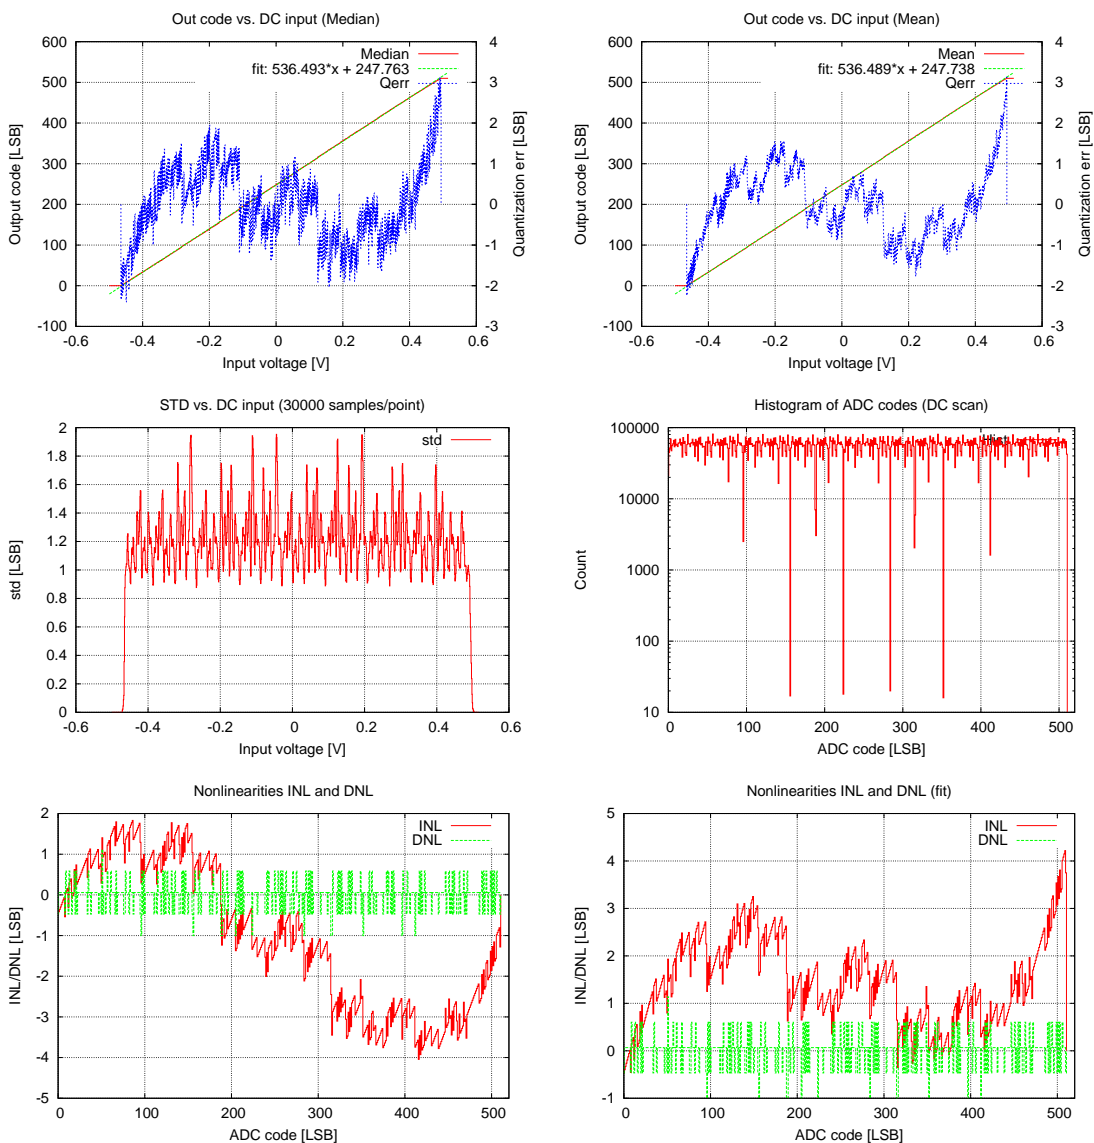 Out code vs. DC input (Median)
Output code [LSB]
Quantization err [LSB]
Input voltage [V]
600
500
400
300
200
100
0
-100
4
3
2
1
0
-1
-2
-3
-0.6 -0.4 -0.2 0 0.2 0.4 0.6
Median
fit: 536.493*x + 247.763
Qerr
Out code vs. DC input (Mean)
Output code [LSB]
Quantization err [LSB]
Input voltage [V]
600
500
400
300
200
100
0
-100
4
3
2
1
0
-1
-2
-3
-0.6 -0.4 -0.2 0 0.2 0.4 0.6
Mean
fit: 536.489*x + 247.738
Qerr
STD vs. DC input (30000 samples/point)
std [LSB]
Input voltage [V]
2
1.8
1.6
1.4
1.2
1
0.8
0.6
0.4
0.2
0
-0.6 -0.4 -0.2 0 0.2 0.4 0.6
std
Histogram of ADC codes (DC scan)
Count
ADC code [LSB]
100000
10000
1000
100
10
0 100 200 300 400 500
Nonlinearities INL and DNL
INL/DNL [LSB]
ADC code [LSB]
2
1
0
-1
-2
-3
-4
-5
0 100 200 300 400 500
INL
DNL
Nonlinearities INL and DNL (fit)
INL/DNL [LSB]
ADC code [LSB]
5
4
3
2
1
0
-1
0 100 200 300 400 500
INL
DNL